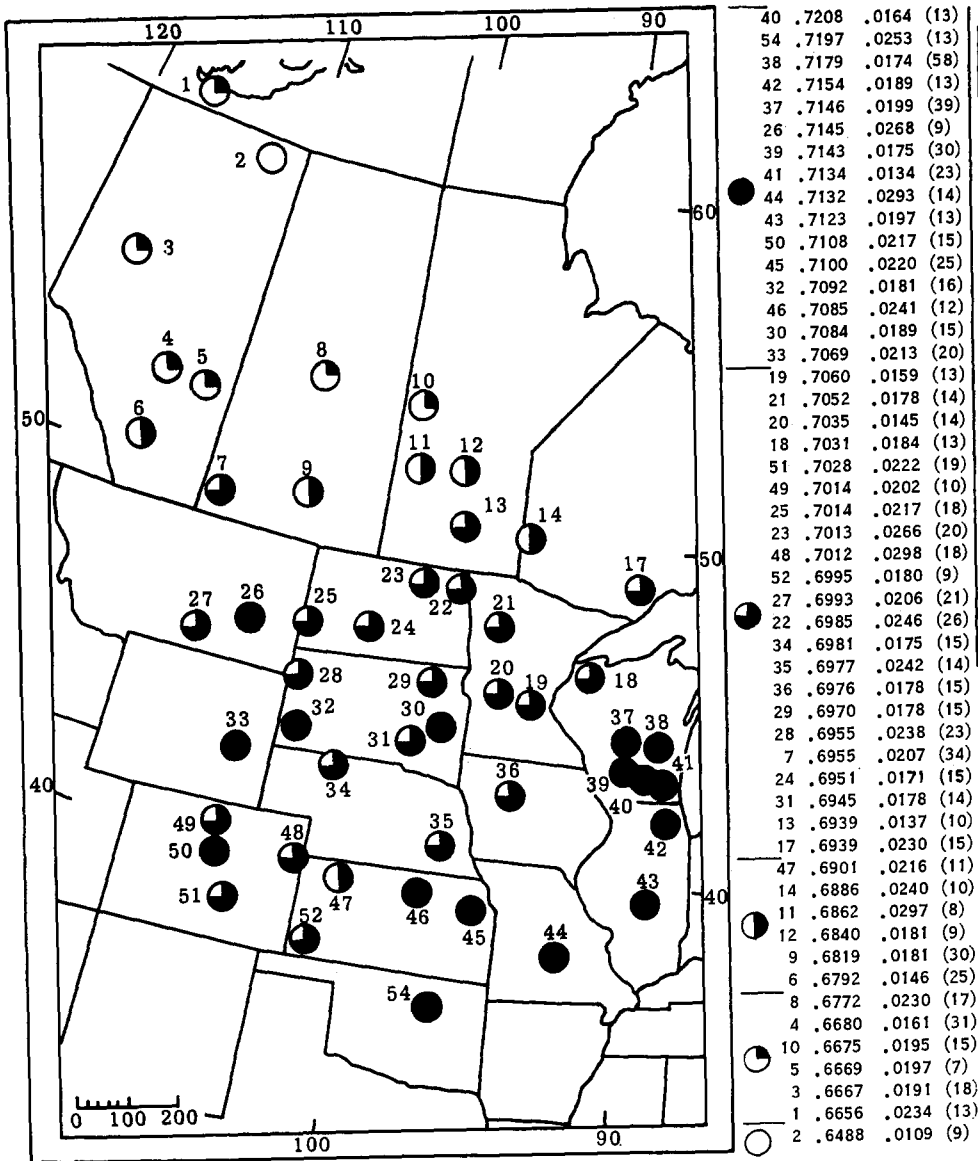 120 110 100 90
1
2
3
4
5
8
10
6
11 12
50
7 9
13 14
60
50
17
23 22
27 26 25 24 21
28 29 20 19 18
33 32 30
31
37 38
34 36 39 41
40
40
42
49 35
50 48
51 47 46 43
40
52 45 44
54
0 100 200
100 90
40 .7208 .0164 (13)
54 .7197 .0253 (13)
38 .7179 .0174 (58)
42 .7154 .0189 (13)
37 .7146 .0199 (39)
26 .7145 .0268 (9)
39 .7143 .0175 (30)
41 .7134 .0134 (23)
44 .7132 .0293 (14)
43 .7123 .0197 (13)
50 .7108 .0217 (15)
45 .7100 .0220 (25)
32 .7092 .0181 (16)
46 .7085 .0241 (12)
30 .7084 .0189 (15)
33 .7069 .0213 (20)
19 .7060 .0159 (13)
21 .7052 .0178 (14)
20 .7035 .0145 (14)
18 .7031 .0184 (13)
51 .7028 .0222 (19)
49 .7014 .0202 (10)
25 .7014 .0217 (18)
23 .7013 .0266 (20)
48 .7012 .0298 (18)
52 .6995 .0180 (9)
27 .6993 .0206 (21)
22 .6985 .0246 (26)
34 .6981 .0175 (15)
35 .6977 .0242 (14)
36 .6976 .0178 (15)
29 .6970 .0178 (15)
28 .6955 .0238 (23)
7 .6955 .0207 (34)
24 .6951 .0171 (15)
31 .6945 .0178 (14)
13 .6939 .0137 (10)
17 .6939 .0230 (15)
47 .6901 .0216 (11)
14 .6886 .0240 (10)
11 .6862 .0297 (8)
12 .6840 .0181 (9)
9 .6819 .0181 (30)
6 .6792 .0146 (25)
8 .6772 .0230 (17)
4 .6680 .0161 (31)
10 .6675 .0195 (15)
5 .6669 .0197 (7)
3 .6667 .0191 (18)
1 .6656 .0234 (13)
2 .6488 .0109 (9)